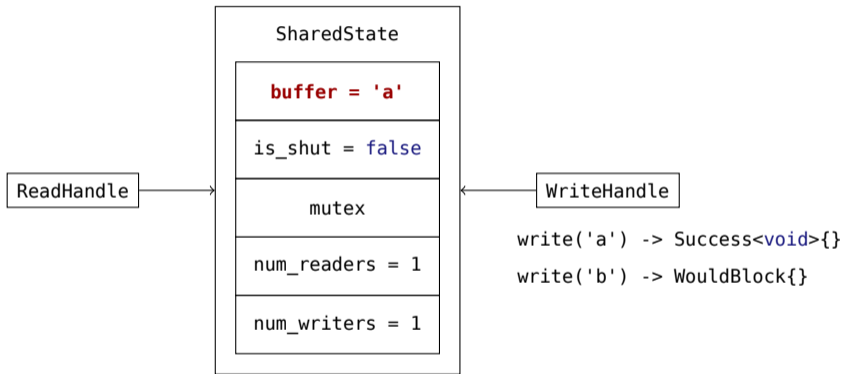 SharedState
buffer = 'a'
is_shut = false
ReadHandle
WriteHandle
mutex
write('a') -> Success<void>{}
num_readers = 1
write('b') -> WouldBlock{}
num_writers = 1